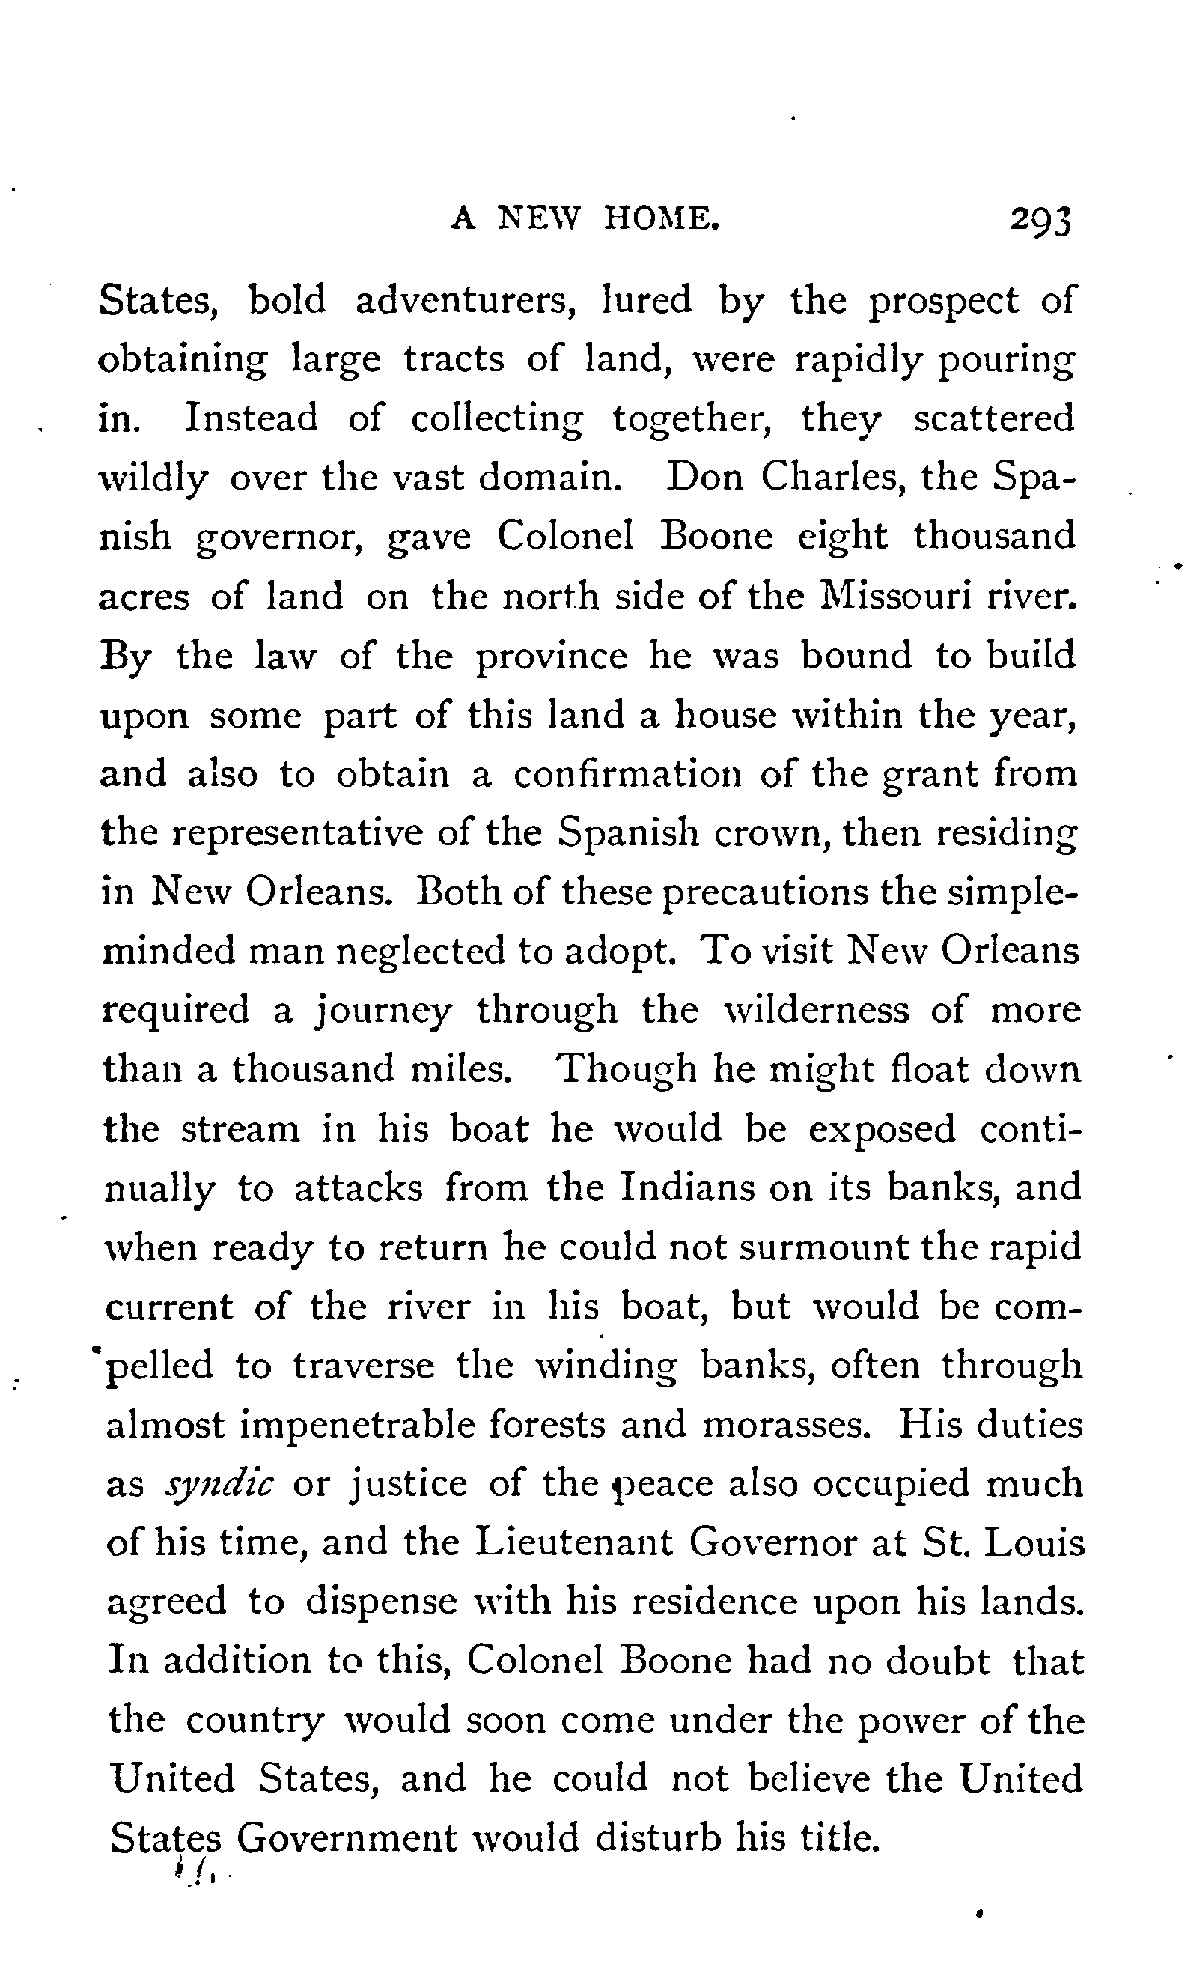 A NEW HOME. 293
States, bold adventurers, lured by the prospect of
obtaining large tracts of land, were rapidly pouring
in. Instead of collecting together, they scattered
wildly over the vast domain. Don Charles, the Spa-
nish governor, gave Colonel Boone eight thousand
acres of land on the north side of the Missouri river.
By the law of the province he was bound to build
upon some part of this land a house within the year,
and also to obtain a confirmation of the grant from
the representative of the Spanish crown, then residing
in New Orleans. Both of these precautions the simple-
minded man neglected to adopt. To visit New Orleans
required a journey through the wilderness of more
than a thousand miles. Though he might float down
the stream in his boat he would be exposed conti-
nually to attacks from the Indians on its banks, and
when ready to return he could not surmount the rapid
current of the river in his boat, but would be com-
pelled to traverse the winding banks, often through
almost impenetrable forests and morasses. His duties
as syndic or justice of the peace also occupied much
of his time, and the Lieutenant Governor at St. Louis
agreed to dispense with his residence upon his lands.
In addition to this, Colonel Boone had no doubt that
the country would soon come under the power of the
United States, and he could not believe the United
States Government would disturb his title.